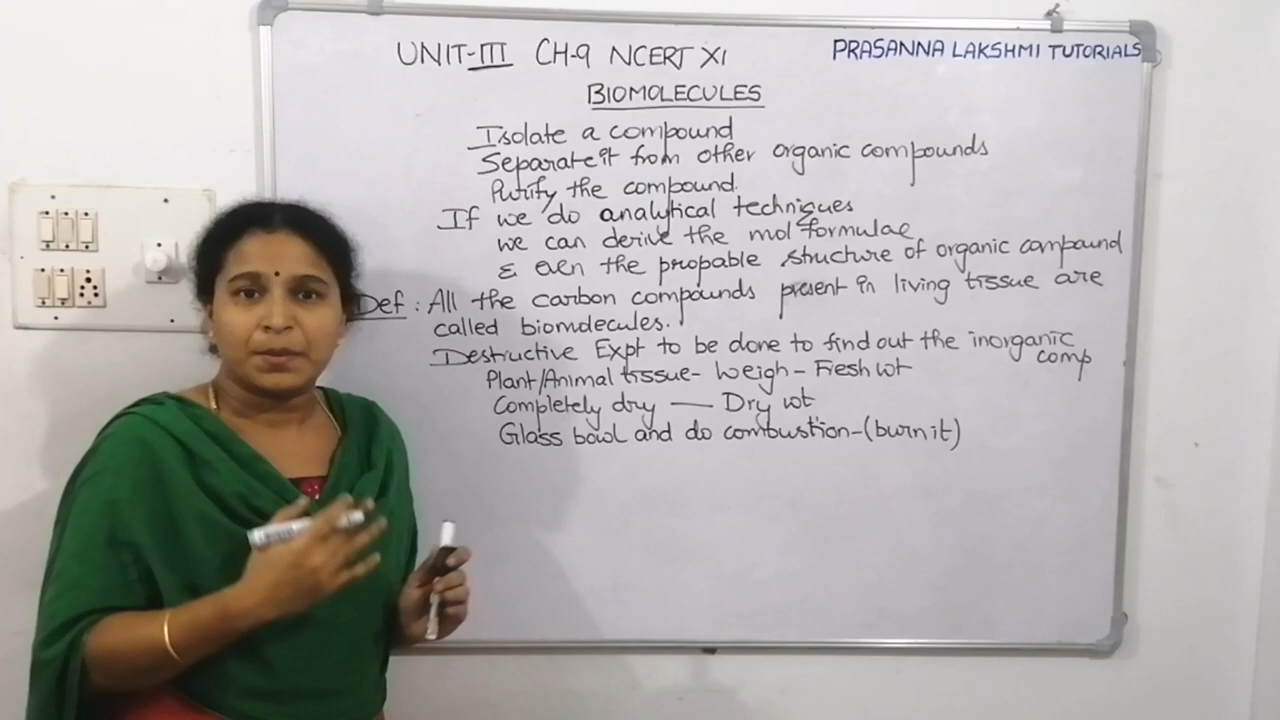 UNIT-III CH-9 NCERT XI
PRASANNA LAKSHMI TUTORIALS
BIOMOLECULES
Isolate a compound
Separate it from other organic compounds
Purify the compound.
If we do analytical techniques
we can derive the mol formulae
& even the propable structure of organic compound
Def : All the carbon compounds present in living tissue are
called biomolecules.
Destructive Expt to be done to find out the inorganic
comp
Plant/Animal tissue- Weigh - Fresh wt
Completely dry — Dry wt
Glass bowl and do combustion-(burn it)